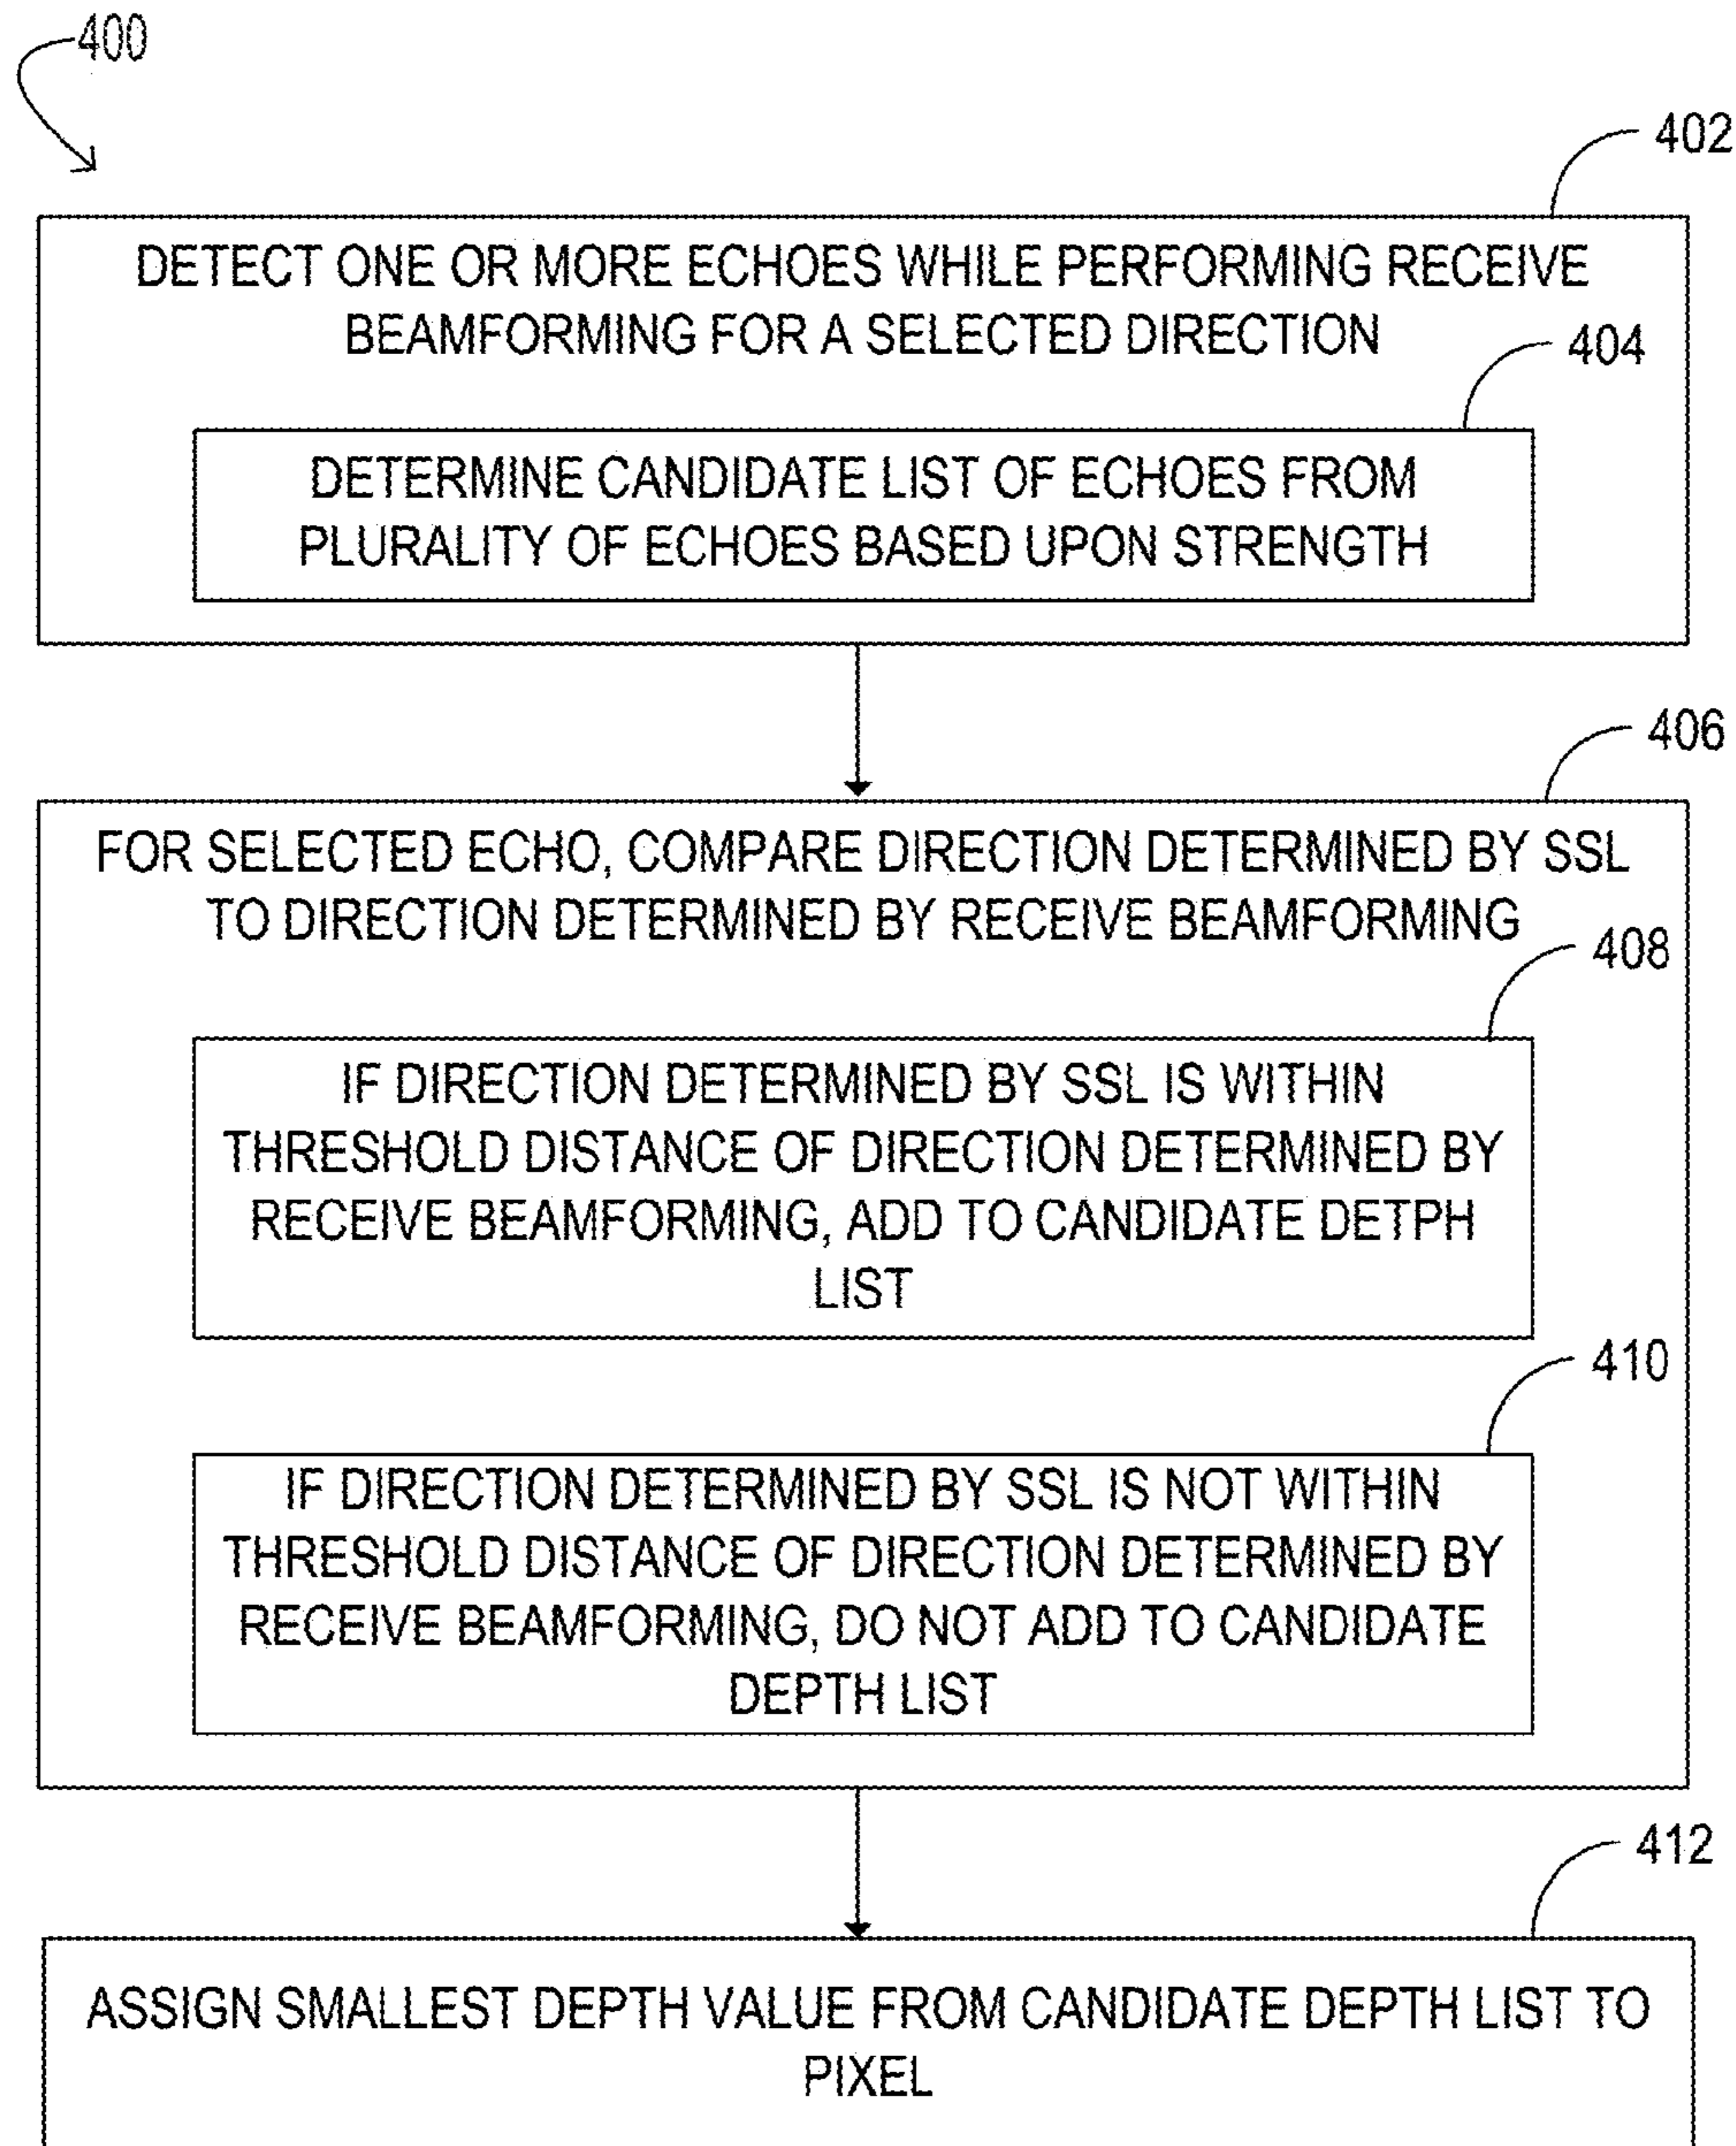 400
402
DETECT ONE OR MORE ECHOES WHILE PERFORMING RECEIVE
BEAMFORMING FOR A SELECTED DIRECTION
404
DETERMINE CANDIDATE LIST OF ECHOES FROM
PLURALITY OF ECHOES BASED UPON STRENGTH
406
FOR SELECTED ECHO, COMPARE DIRECTION DETERMINED BY SSL
TO DIRECTION DETERMINED BY RECEIVE BEAMFORMING
408
IF DIRECTION DETERMINED BY SSL IS WITHIN
THRESHOLD DISTANCE OF DIRECTION DETERMINED BY
RECEIVE BEAMFORMING, ADD TO CANDIDATE DETPH
LIST
410
IF DIRECTION DETERMINED BY SSL IS NOT WITHIN
THRESHOLD DISTANCE OF DIRECTION DETERMINED BY
RECEIVE BEAMFORMING, DO NOT ADD TO CANDIDATE
DEPTH LIST
412
ASSIGN SMALLEST DEPTH VALUE FROM CANDIDATE DEPTH LIST TO
PIXEL